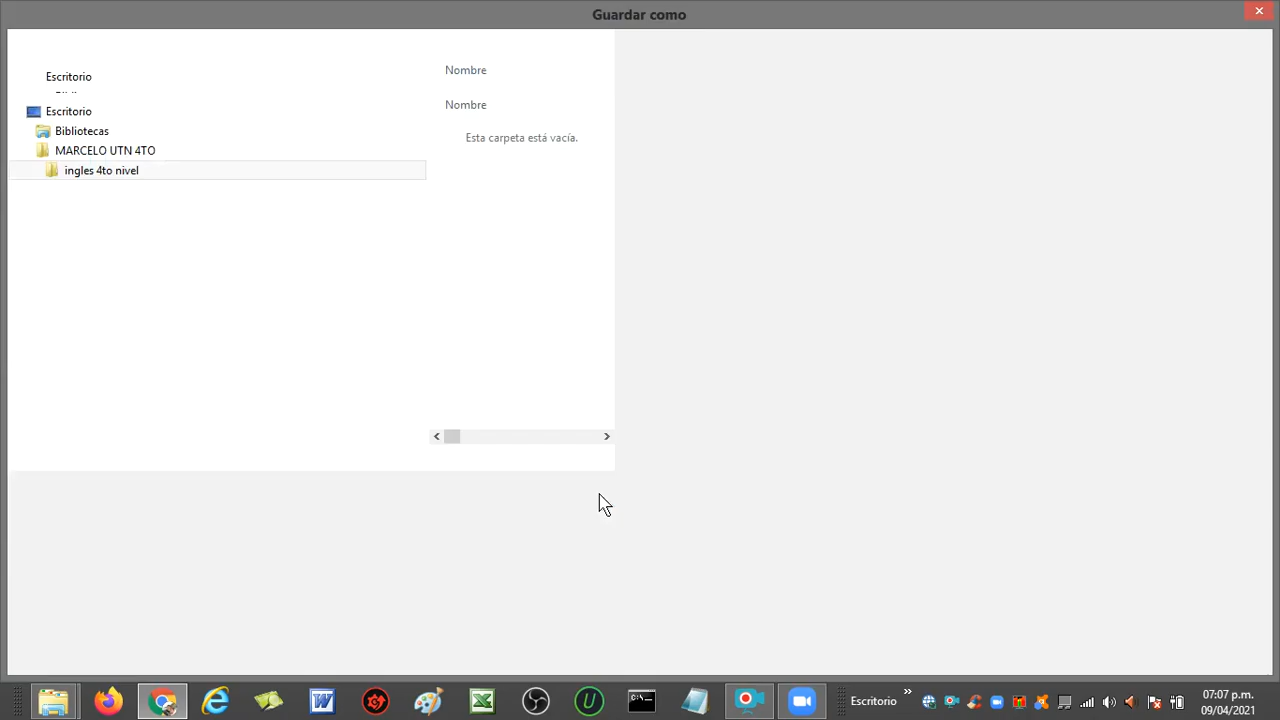 Guardar como
Escritorio
Escritorio
Bibliotecas
MARCELO UTN 4TO
ingles 4to nivel
Nombre
Nombre
Esta carpeta está vacía.
Escritorio
07:07 p.m.
09/04/2021